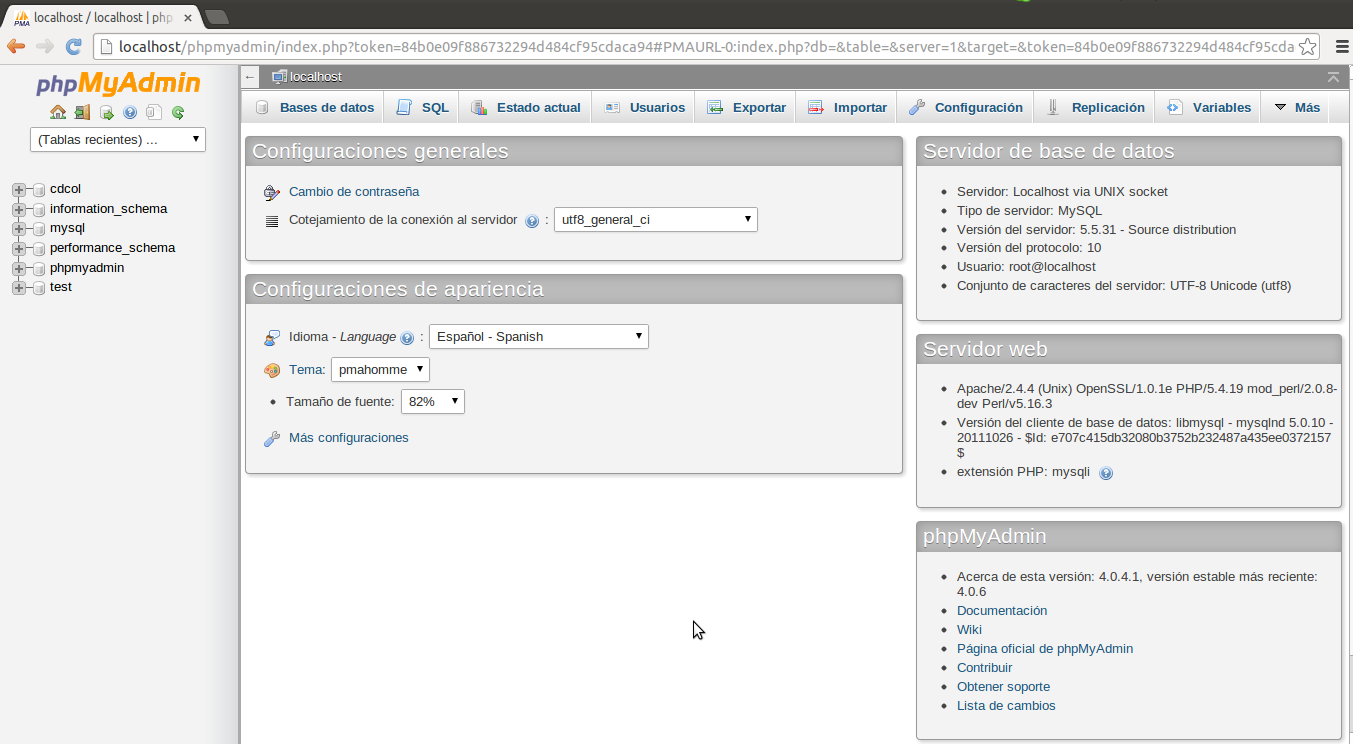 localhost / localhost | php
localhost/phpmyadmin/index.php?token=84b0e09f886732294d484cf95cdaca94#PMAURL-0:index.php?db=&table=&server=1&target=&token=84b0e09f886732294d484cf95cda
phpMyAdmin
(Tablas recientes) ...
cdcol
information_schema
mysql
performance_schema
phpmyadmin
test
localhost
Bases de datos SQL Estado actual Usuarios Exportar Importar Configuración Replicación Variables Más
Configuraciones generales
Cambio de contraseña
Cotejamiento de la conexión al servidor : utf8_general_ci
Configuraciones de apariencia
Idioma - Language : Español - Spanish
Tema: pmahomme
Tamaño de fuente: 82%
Más configuraciones
Servidor de base de datos
Servidor: Localhost via UNIX socket
Tipo de servidor: MySQL
Versión del servidor: 5.5.31 - Source distribution
Versión del protocolo: 10
Usuario: root@localhost
Conjunto de caracteres del servidor: UTF-8 Unicode (utf8)
Servidor web
Apache/2.4.4 (Unix) OpenSSL/1.0.1e PHP/5.4.19 mod_perl/2.0.8-
dev Perl/v5.16.3
Versión del cliente de base de datos: libmysql - mysqlnd 5.0.10 -
20111026 - $Id: e707c415db32080b3752b232487a435ee0372157
$
extensión PHP: mysqli
phpMyAdmin
Acerca de esta versión: 4.0.4.1, versión estable más reciente:
4.0.6
Documentación
Wiki
Página oficial de phpMyAdmin
Contribuir
Obtener soporte
Lista de cambios